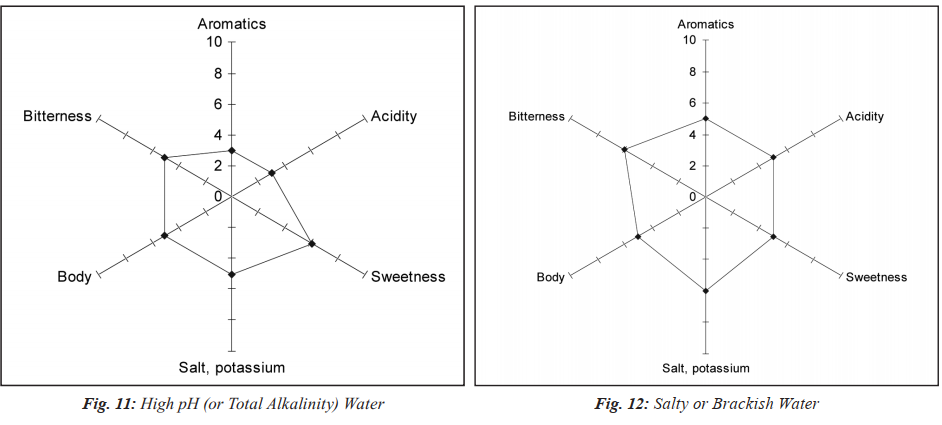 Aromatics
10
8
6
4
2
0
Bitterness
Acidity
Body
Sweetness
Salt, potassium
Fig. 11: High pH (or Total Alkalinity) Water
Aromatics
10
8
6
4
2
0
Bitterness
Acidity
Body
Sweetness
Salt, potassium
Fig. 12: Salty or Brackish Water